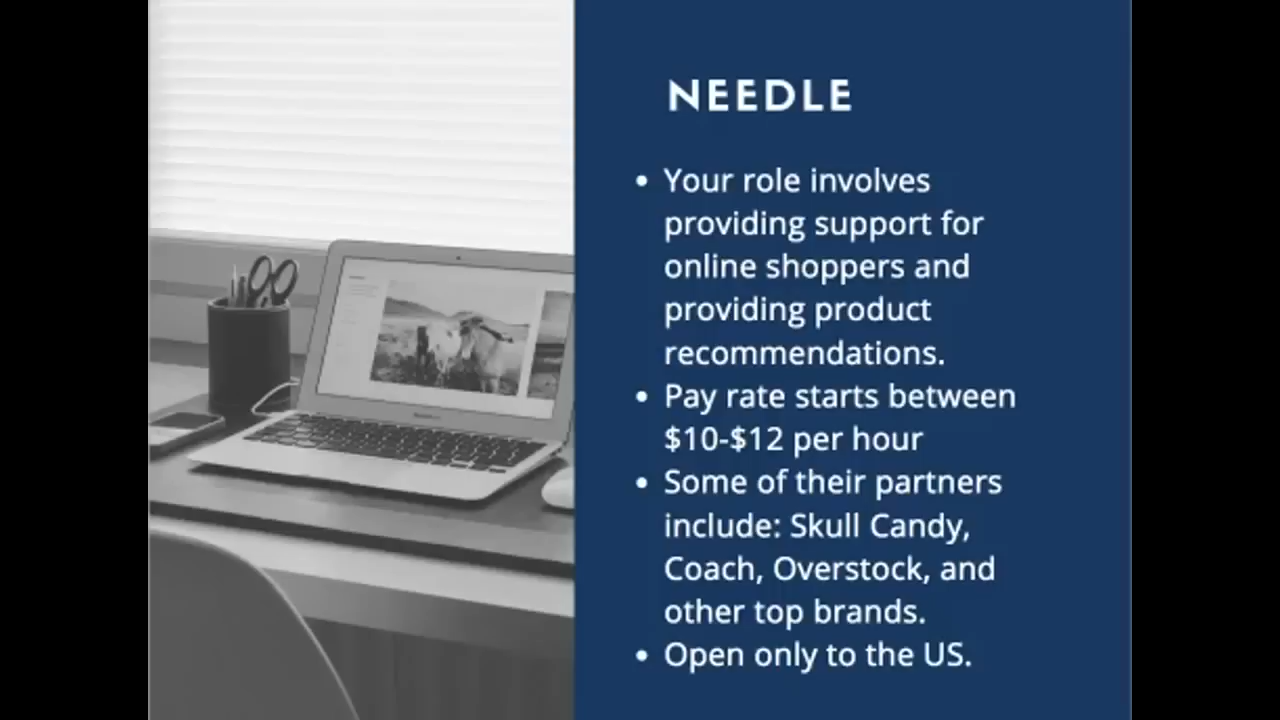 NEEDLE
• Your role involves
providing support for
online shoppers and
providing product
recommendations.
• Pay rate starts between
$10-$12 per hour
• Some of their partners
include: Skull Candy,
Coach, Overstock, and
other top brands.
• Open only to the US.